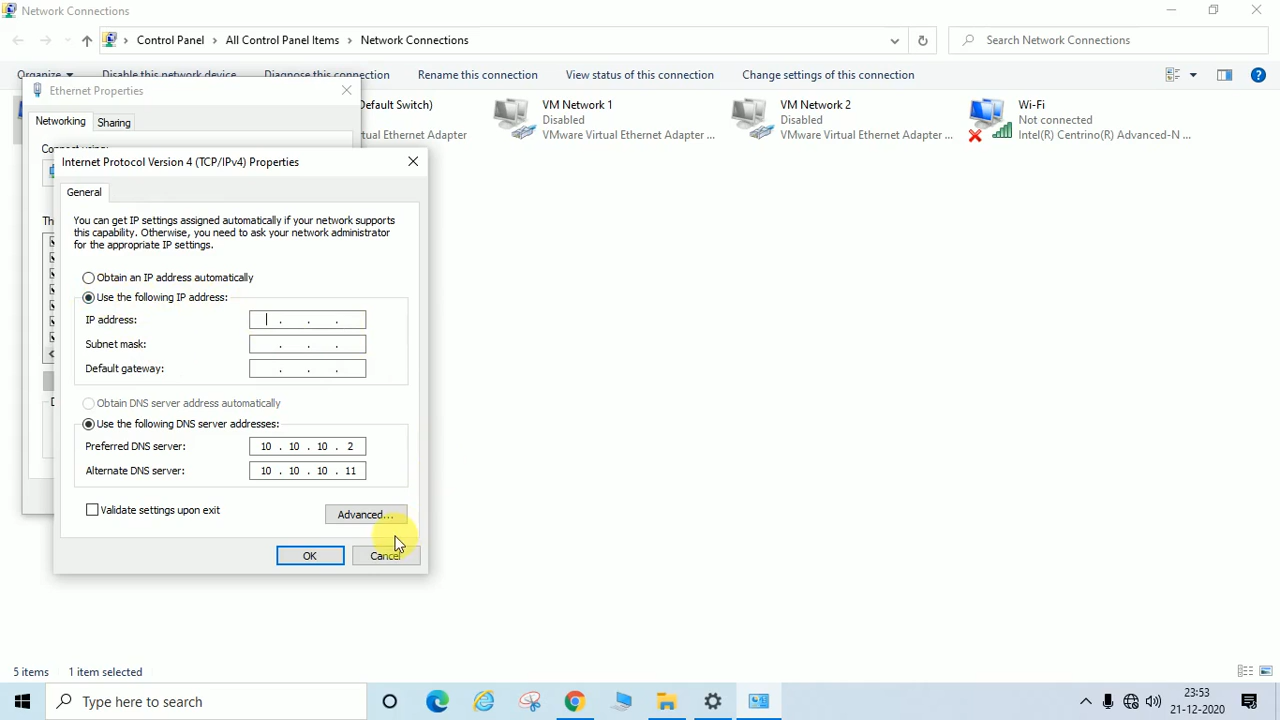 Network Connections
Control Panel All Control Panel Items Network Connections
Search Network Connections
Organize Disable this network device Diagnose this connection Rename this connection View status of this connection Change settings of this connection
Ethernet Properties
Networking
Sharing
Connect using:
Default Switch)
Ethernet Adapter
VM Network 1
Disabled
VMware Virtual Ethernet Adapter ...
VM Network 2
Disabled
VMware Virtual Ethernet Adapter ...
Wi-Fi
Not connected
Intel(R) Centrino(R) Advanced-N ...
Internet Protocol Version 4 (TCP/IPv4) Properties
General
You can get IP settings assigned automatically if your network supports
this capability. Otherwise, you need to ask your network administrator
for the appropriate IP settings.
Obtain an IP address automatically
Use the following IP address:
IP address: . . .
Subnet mask: . . .
Default gateway: . . .
Obtain DNS server address automatically
Use the following DNS server addresses:
Preferred DNS server: 10 . 10 . 10 . 2
Alternate DNS server: 10 . 10 . 10 . 11
Validate settings upon exit
Advanced...
OK Cancel
5 items 1 item selected
Type here to search
23:53
21-12-2020